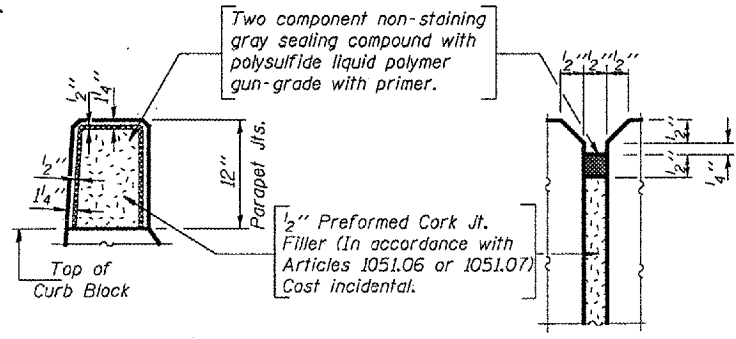 Two component non-staining
gray sealing compound with
polysulfide liquid polymer
gun-grade with primer.
1/2" 1 1/4"
1/2"
1 1/4"
12"
Parapet Jts.
Top of
Curb Block
1/2" Preformed Cork Jt.
Filler (In accordance with
Articles 1051.06 or 1051.07)
Cost incidental.
1/2" 1/2" 1/2"
1/2"
1/2"
1/4"